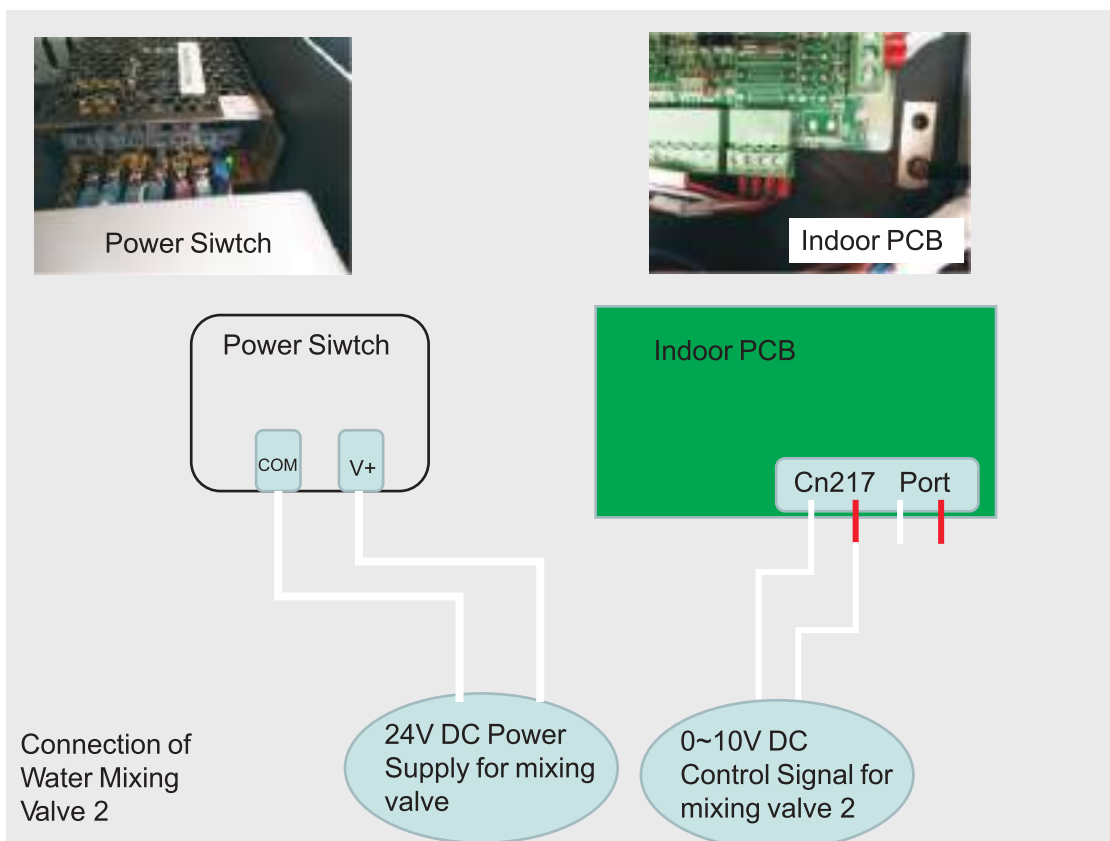 Power Siwtch
Indoor PCB
Power Siwtch
COM
V+
Indoor PCB
Cn217 Port
Connection of
Water Mixing
Valve 2
24V DC Power
Supply for mixing
valve
0~10V DC
Control Signal for
mixing valve 2